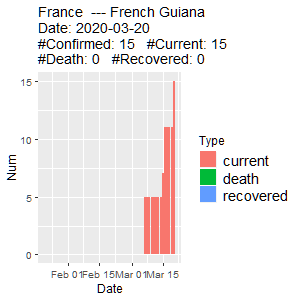 France  --- French Guiana
Date: 2020-03-20
#Confirmed: 15   #Current: 15
#Death: 0   #Recovered: 0
15
10
5
0
Num
Feb 01 Feb 15 Mar 01 Mar 15
Date
Type
current
death
recovered